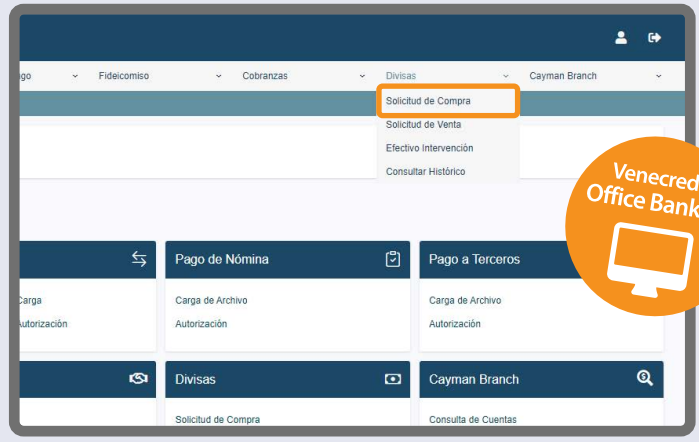 go Fideicomiso Cobranzas Divisas Cayman Branch
Solicitud de Compra
Solicitud de Venta
Efectivo Intervención
Consultar Histórico
Venecred
Office Bank
Pago de Nómina
Pago a Terceros
Carga
Autorización
Carga de Archivo
Autorización
Carga de Archivo
Autorización
Divisas
Cayman Branch
Solicitud de Compra
Consulta de Cuentas